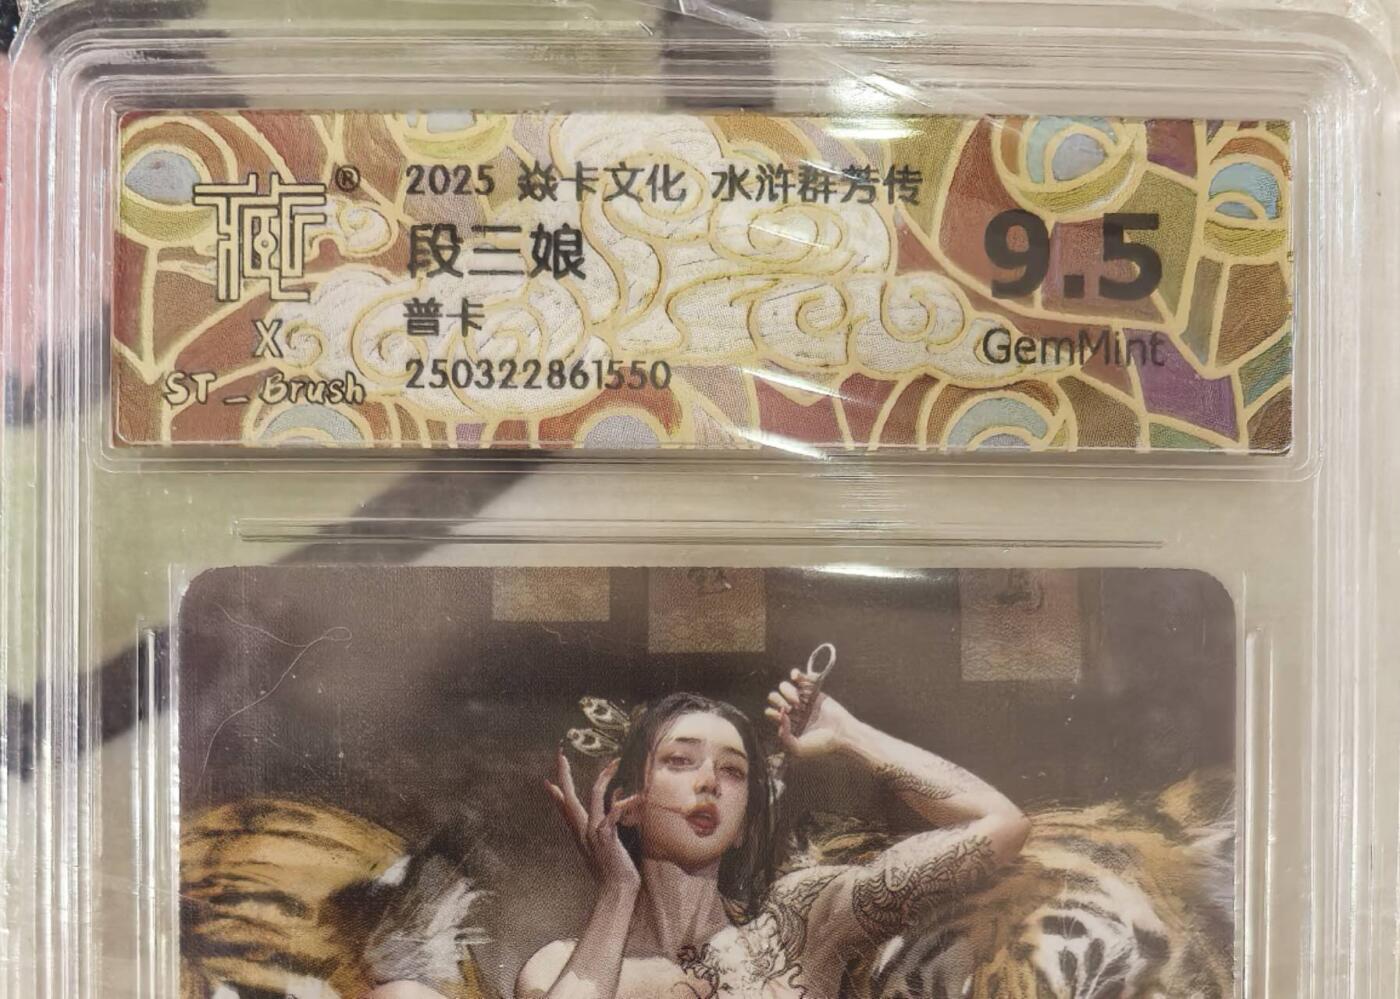 藏®
X
ST_Brush
2025 焱卡文化 水浒群芳传
段三娘
普卡
250322861550
9.5
GemMint